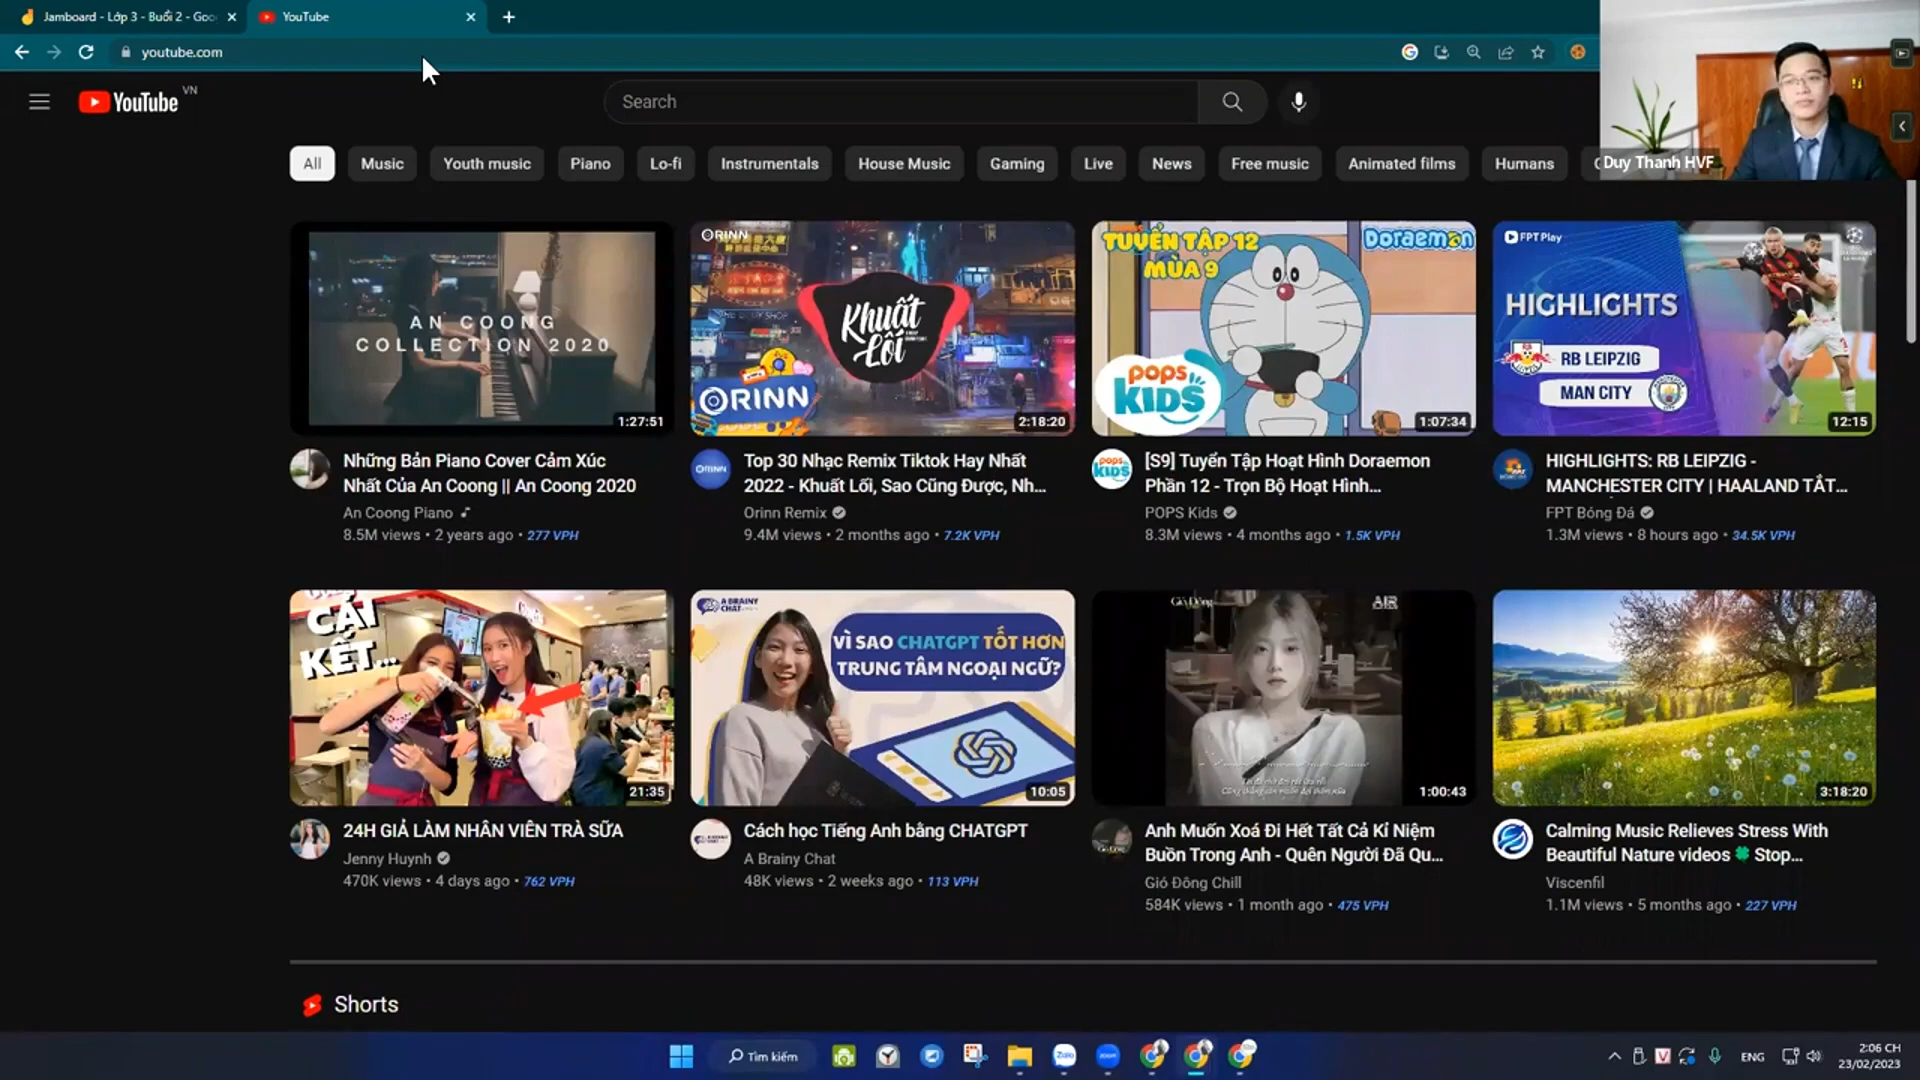 Jamboard - Lớp 3 - Buổi 2 - Goo
YouTube
youtube.com
YouTube
VN
Search
Duy Thanh HVF
All
Music
Youth music
Piano
Lo-fi
Instrumentals
House Music
Gaming
Live
News
Free music
Animated films
Humans
AN COONG
COLLECTION 2020
1:27:51
Những Bản Piano Cover Cảm Xúc
Nhất Của An Coong || An Coong 2020
An Coong Piano
8.5M views • 2 years ago • 277 VPH
ORINN
Khuất
Lối
ORINN
2:18:20
ORINN
Top 30 Nhạc Remix Tiktok Hay Nhất
2022 - Khuất Lối, Sao Cũng Được, Nh...
Orinn Remix
9.4M views • 2 months ago • 7.2K VPH
TUYỂN TẬP 12
MÙA 9
Doraemon
pops
KIDS
1:07:34
pops
KIDS
[S9] Tuyển Tập Hoạt Hình Doraemon
Phần 12 - Trọn Bộ Hoạt Hình...
POPS Kids
8.3M views • 4 months ago • 1.5K VPH
FPT Play
HIGHLIGHTS
RB LEIPZIG
MAN CITY
12:15
HIGHLIGHTS: RB LEIPZIG -
MANCHESTER CITY | HAALAND TẮT...
FPT Bóng Đá
1.3M views • 8 hours ago • 34.5K VPH
CÁI
KẾT...
21:35
24H GIẢ LÀM NHÂN VIÊN TRÀ SỮA
Jenny Huynh
470K views • 4 days ago • 762 VPH
A BRAINY
CHAT
VÌ SAO CHATGPT TỐT HƠN
TRUNG TÂM NGOẠI NGỮ?
10:05
Cách học Tiếng Anh bằng CHATGPT
A Brainy Chat
48K views • 2 weeks ago • 113 VPH
Gió Đông
AIR
1:00:43
Anh Muốn Xoá Đi Hết Tất Cả Kỉ Niệm
Buồn Trong Anh - Quên Người Đã Qu...
Gió Đông Chill
584K views • 1 month ago • 475 VPH
3:18:20
Calming Music Relieves Stress With
Beautiful Nature videos 🍀 Stop...
Viscenfil
1.1M views • 5 months ago • 227 VPH
Shorts
Tìm kiếm
Zalo
zoom
V
ENG
2:06 CH
23/02/2023